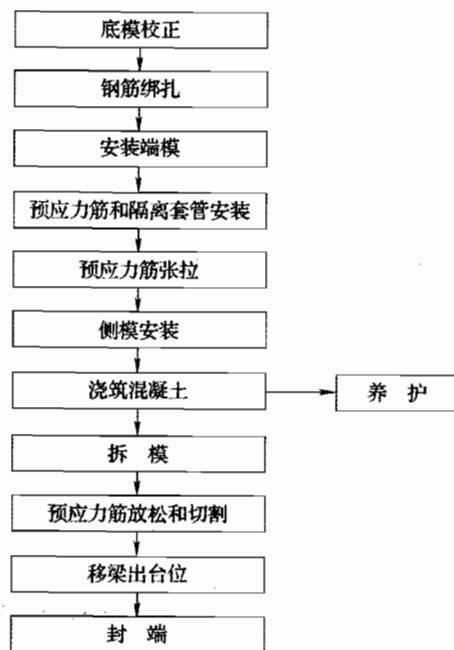 底模校正
钢筋绑扎
安装端模
预应力筋和隔离套管安装
预应力筋张拉
侧模安装
浇筑混凝土
养 护
拆 模
预应力筋放松和切割
移梁出台位
封 端